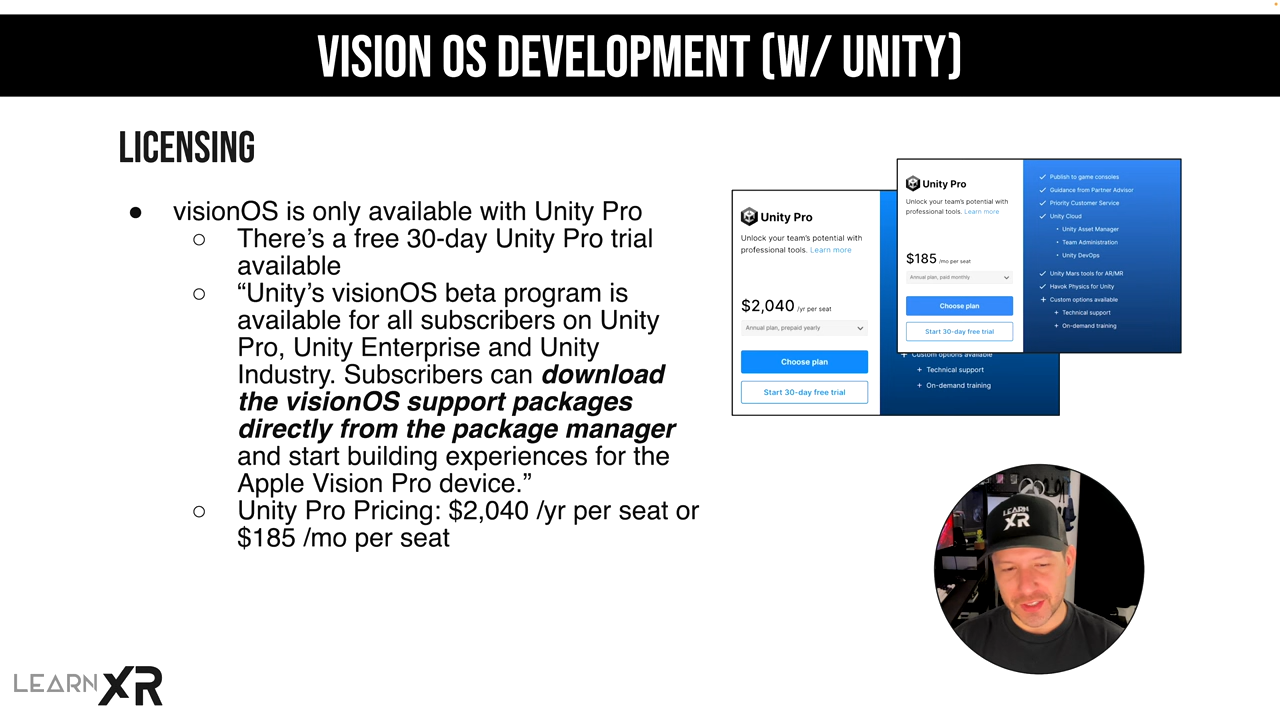 VISION OS DEVELOPMENT (W/ UNITY)
LICENSING
● visionOS is only available with Unity Pro
○ There’s a free 30-day Unity Pro trial
available
○ “Unity’s visionOS beta program is
available for all subscribers on Unity
Pro, Unity Enterprise and Unity
Industry. Subscribers can download
the visionOS support packages
directly from the package manager
and start building experiences for the
Apple Vision Pro device.”
○ Unity Pro Pricing: $2,040 /yr per seat or
$185 /mo per seat
Unity Pro
Unlock your team’s potential with
professional tools. Learn more
$2,040 /yr per seat
Annual plan, prepaid yearly
Choose plan
Start 30-day free trial
Custom options available
+ Technical support
+ On-demand training
Unity Pro
Unlock your team’s potential with
professional tools. Learn more
$185 /mo per seat
Annual plan, paid monthly
Choose plan
Start 30-day free trial
✓ Publish to game consoles
✓ Guidance from Partner Advisor
✓ Priority Customer Service
✓ Unity Cloud
• Unity Asset Manager
• Team Administration
• Unity DevOps
✓ Unity Mars tools for AR/MR
✓ Havok Physics for Unity
+ Custom options available
+ Technical support
+ On-demand training
LEARN
XR
LEARN XR